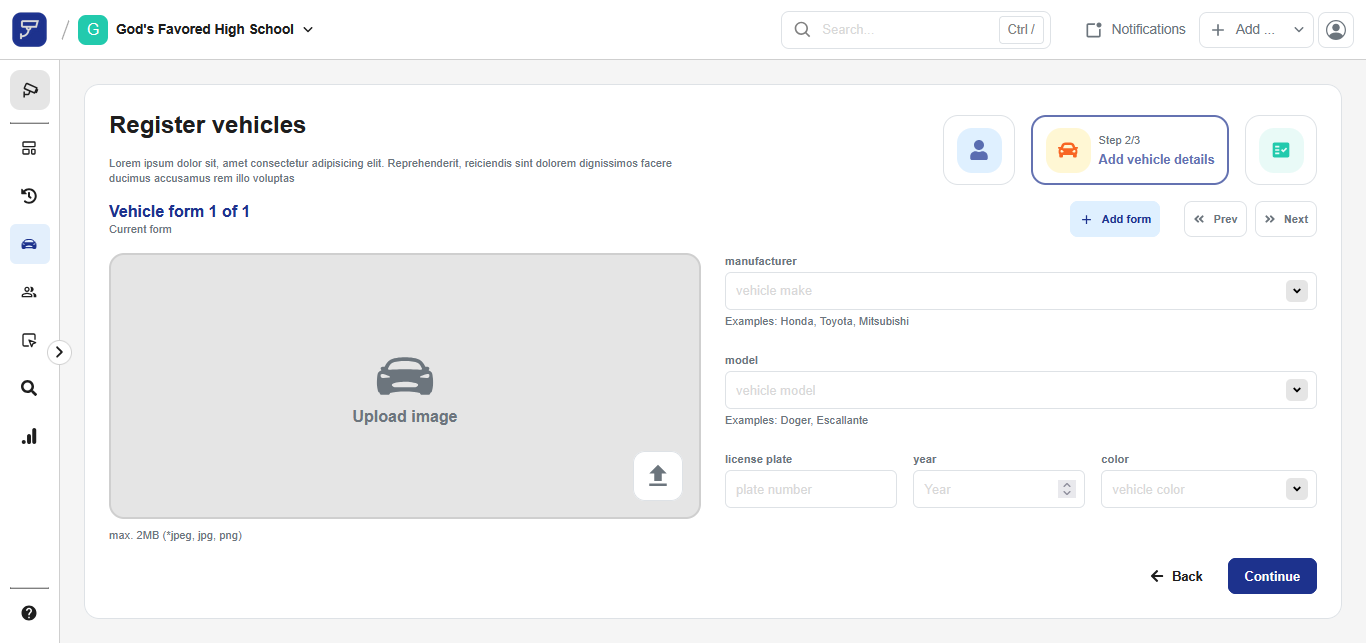 G God's Favored High School
Search...
Ctrl /
Notifications
Add ...
Register vehicles
Lorem ipsum dolor sit, amet consectetur adipisicing elit. Reprehenderit, reiciendis sint dolorem dignissimos facere
ducimus accusamus rem illo voluptas
Step 2/3
Add vehicle details
Vehicle form 1 of 1
Current form
Add form
Prev
Next
Upload image
max. 2MB (*jpeg, jpg, png)
manufacturer
vehicle make
Examples: Honda, Toyota, Mitsubishi
model
vehicle model
Examples: Doger, Escallante
license plate
year
color
plate number
Year
vehicle color
Back
Continue